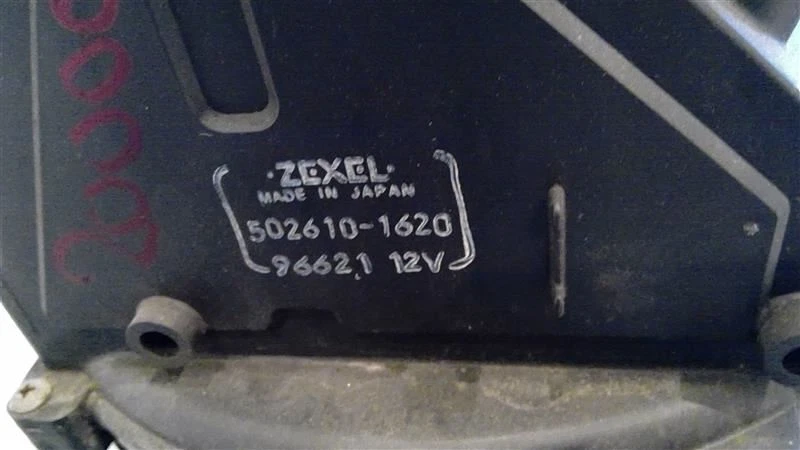 ·ZEXEL·
MADE IN JAPAN
502610-1620
96621 12V